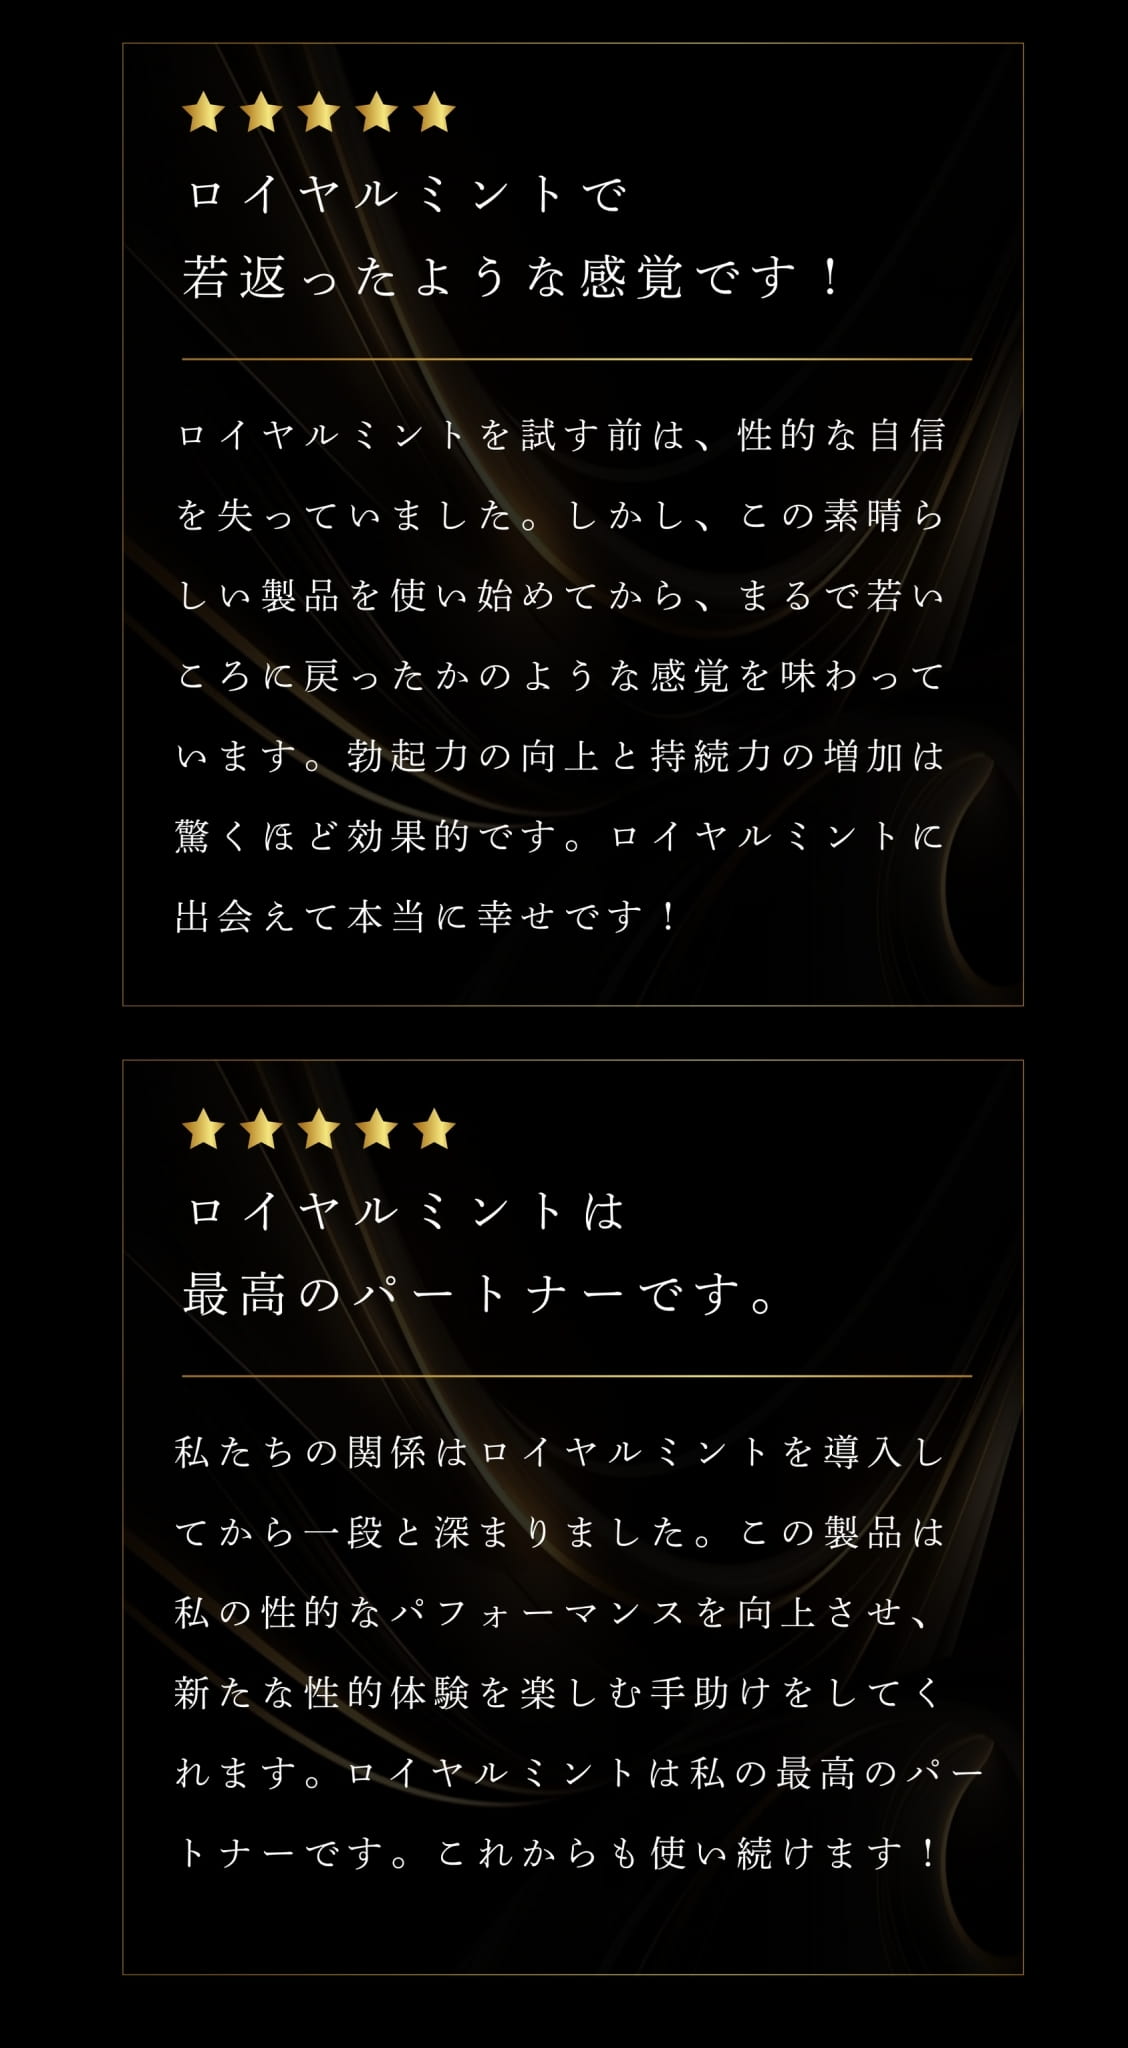 ロイヤルミントで
若返ったような感覚です！
ロイヤルミントを試す前は、性的な自信
を失っていました。しかし、この素晴ら
しい製品を使い始めてから、まるで若い
ころに戻ったかのような感覚を味わって
います。勃起力の向上と持続力の増加は
驚くほど効果的です。ロイヤルミントに
出会えて本当に幸せです！
ロイヤルミントは
最高のパートナーです。
私たちの関係はロイヤルミントを導入し
てから一段と深まりました。この製品は
私の性的なパフォーマンスを向上させ、
新たな性的体験を楽しむ手助けをしてく
れます。ロイヤルミントは私の最高のパー
トナーです。これからも使い続けます！